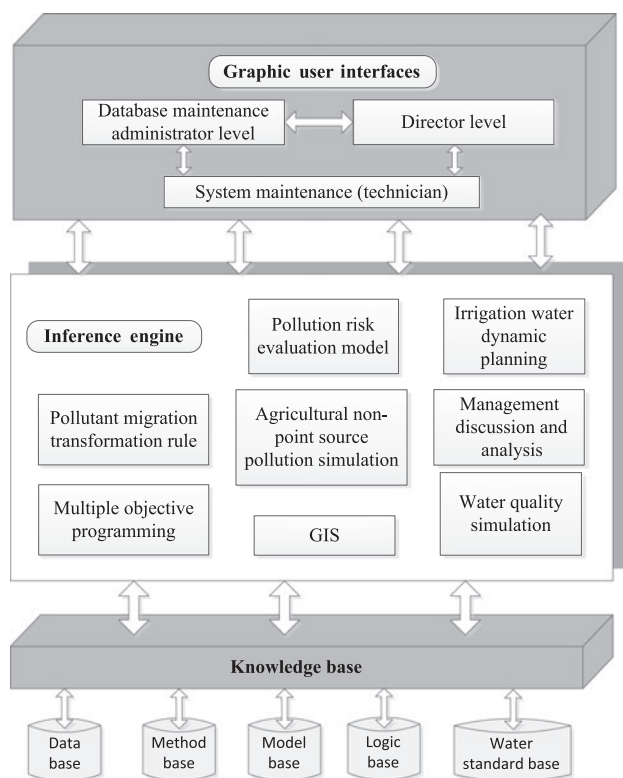 Graphic user interfaces
Database maintenance
administrator level
Director level
System maintenance (technician)
Inference engine
Pollution risk
evaluation model
Irrigation water
dynamic
planning
Pollutant migration
transformation rule
Agricultural non-
point source
pollution simulation
Management
discussion and
analysis
Multiple objective
programming
GIS
Water quality
simulation
Knowledge base
Data
base
Method
base
Model
base
Logic
base
Water
standard base